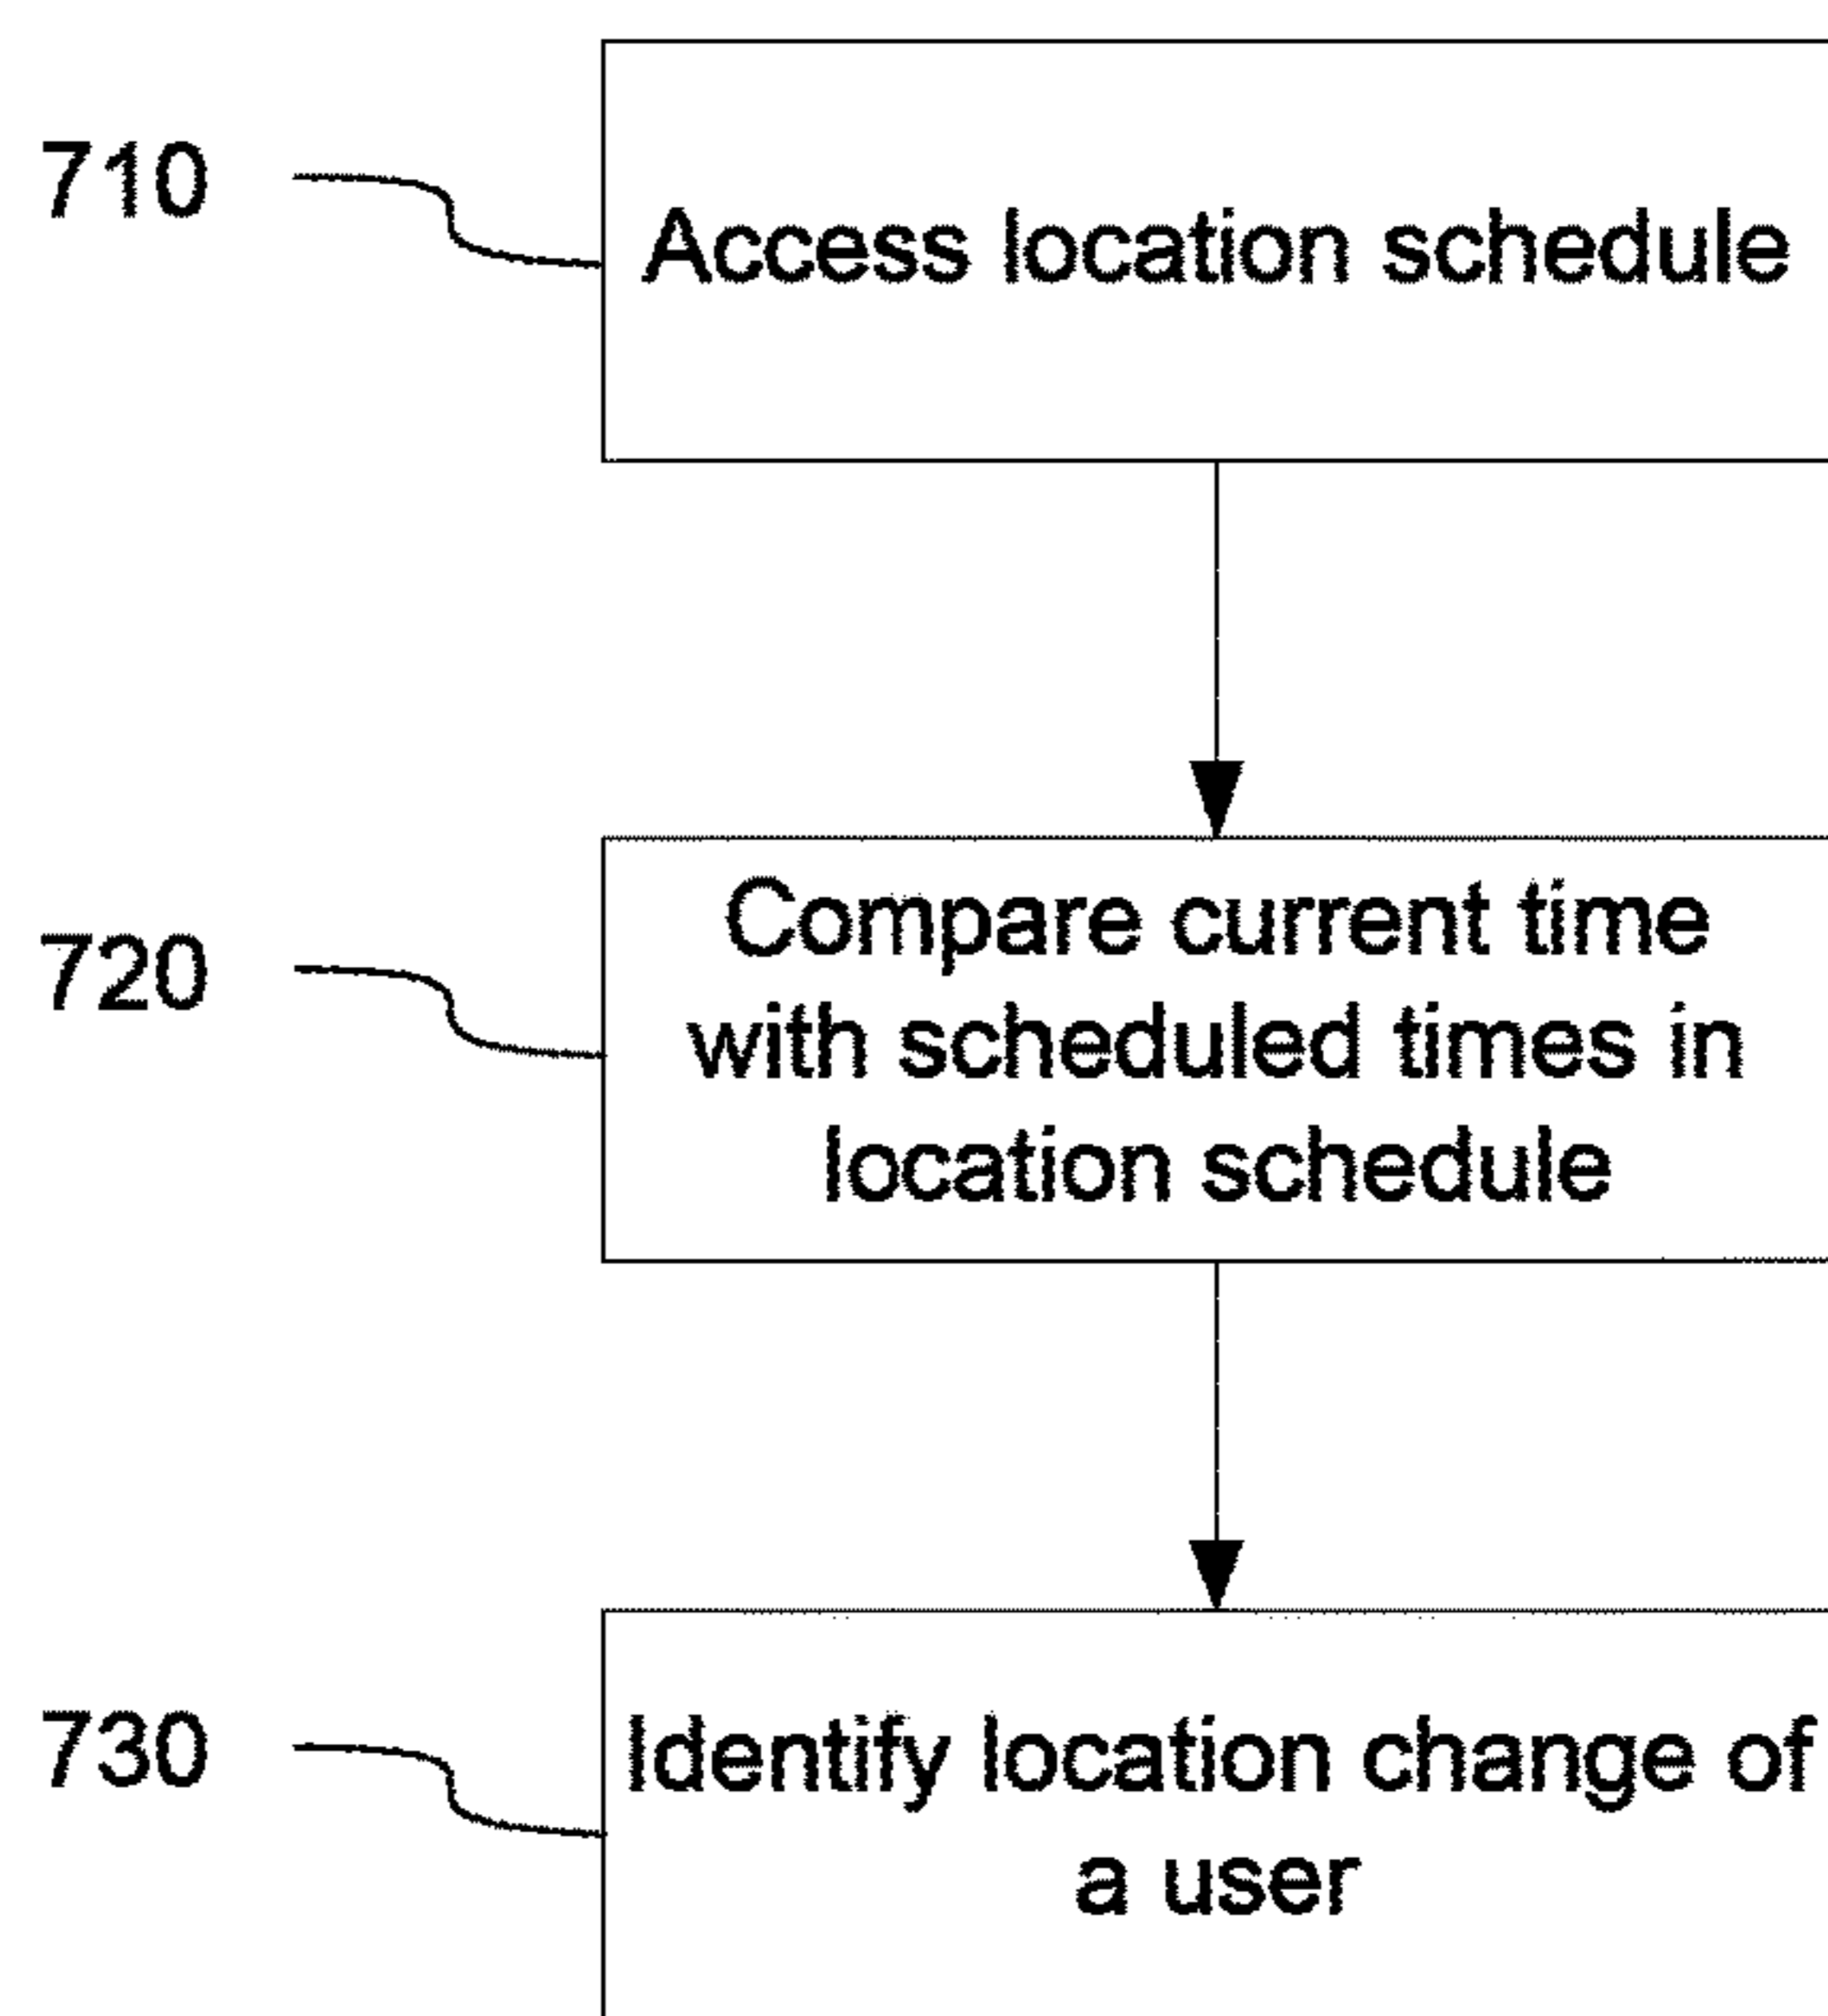 710
Access location schedule
720
Compare current time
with scheduled times in
location schedule
730
Identify location change of
a user